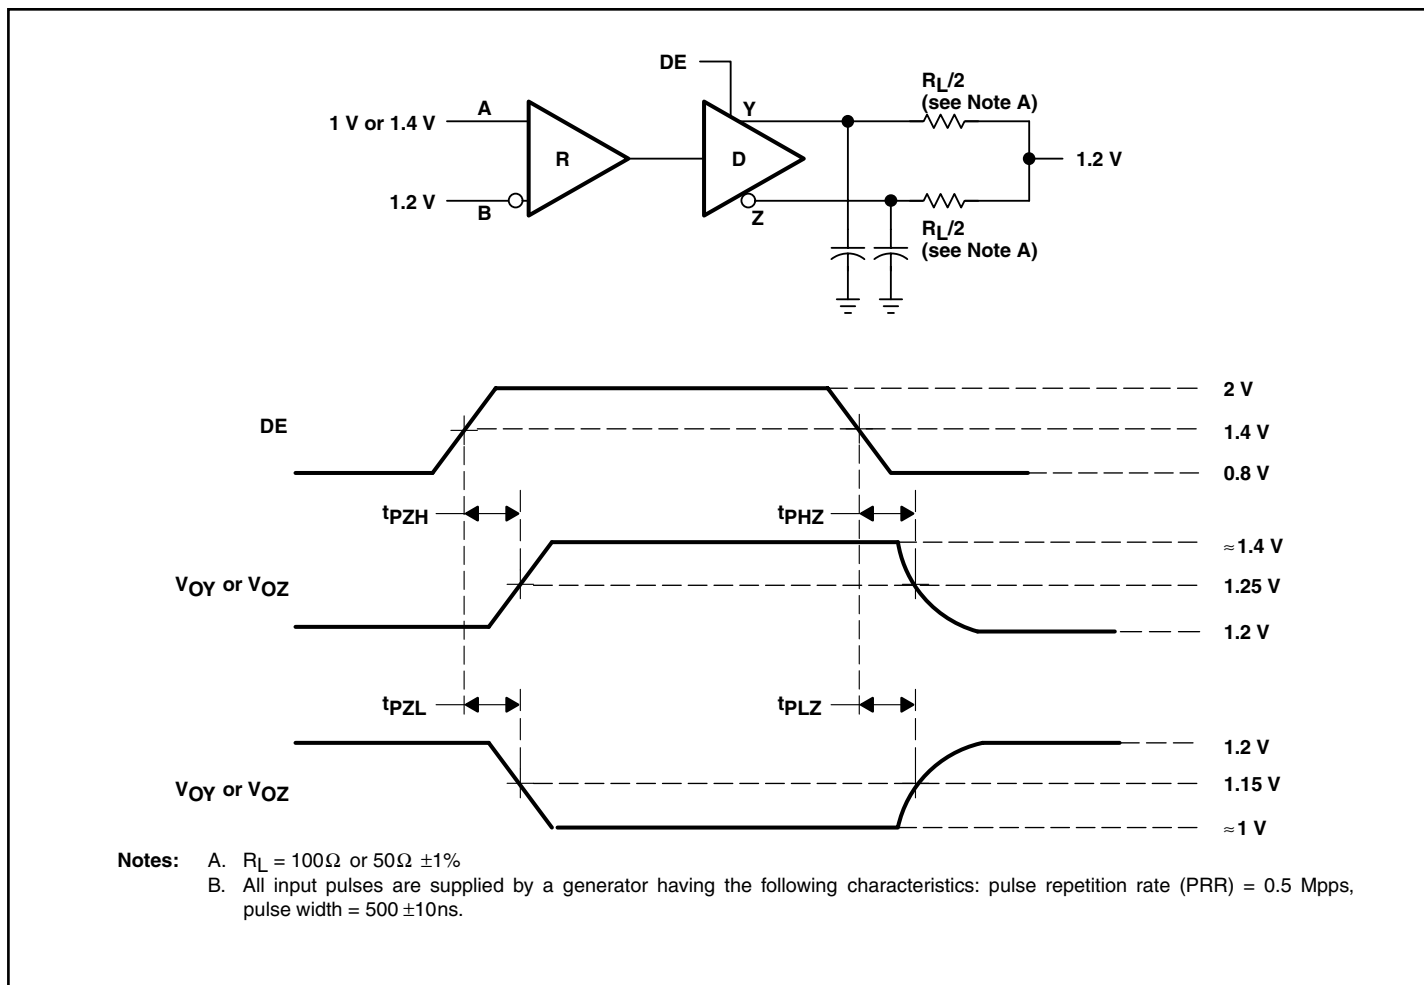 DE
R_L/2
(see Note A)
Y
A
1 V or 1.4 V
R
D
1.2 V
1.2 V
B
Z
R_L/2
(see Note A)
2 V
DE
1.4 V
0.8 V
t_PZH
t_PHZ
≈1.4 V
V_OY or V_OZ
1.25 V
1.2 V
t_PZL
t_PLZ
1.2 V
V_OY or V_OZ
1.15 V
≈1 V
Notes: A. R_L = 100Ω or 50Ω ±1%
B. All input pulses are supplied by a generator having the following characteristics: pulse repetition rate (PRR) = 0.5 Mpps,
pulse width = 500 ±10ns.